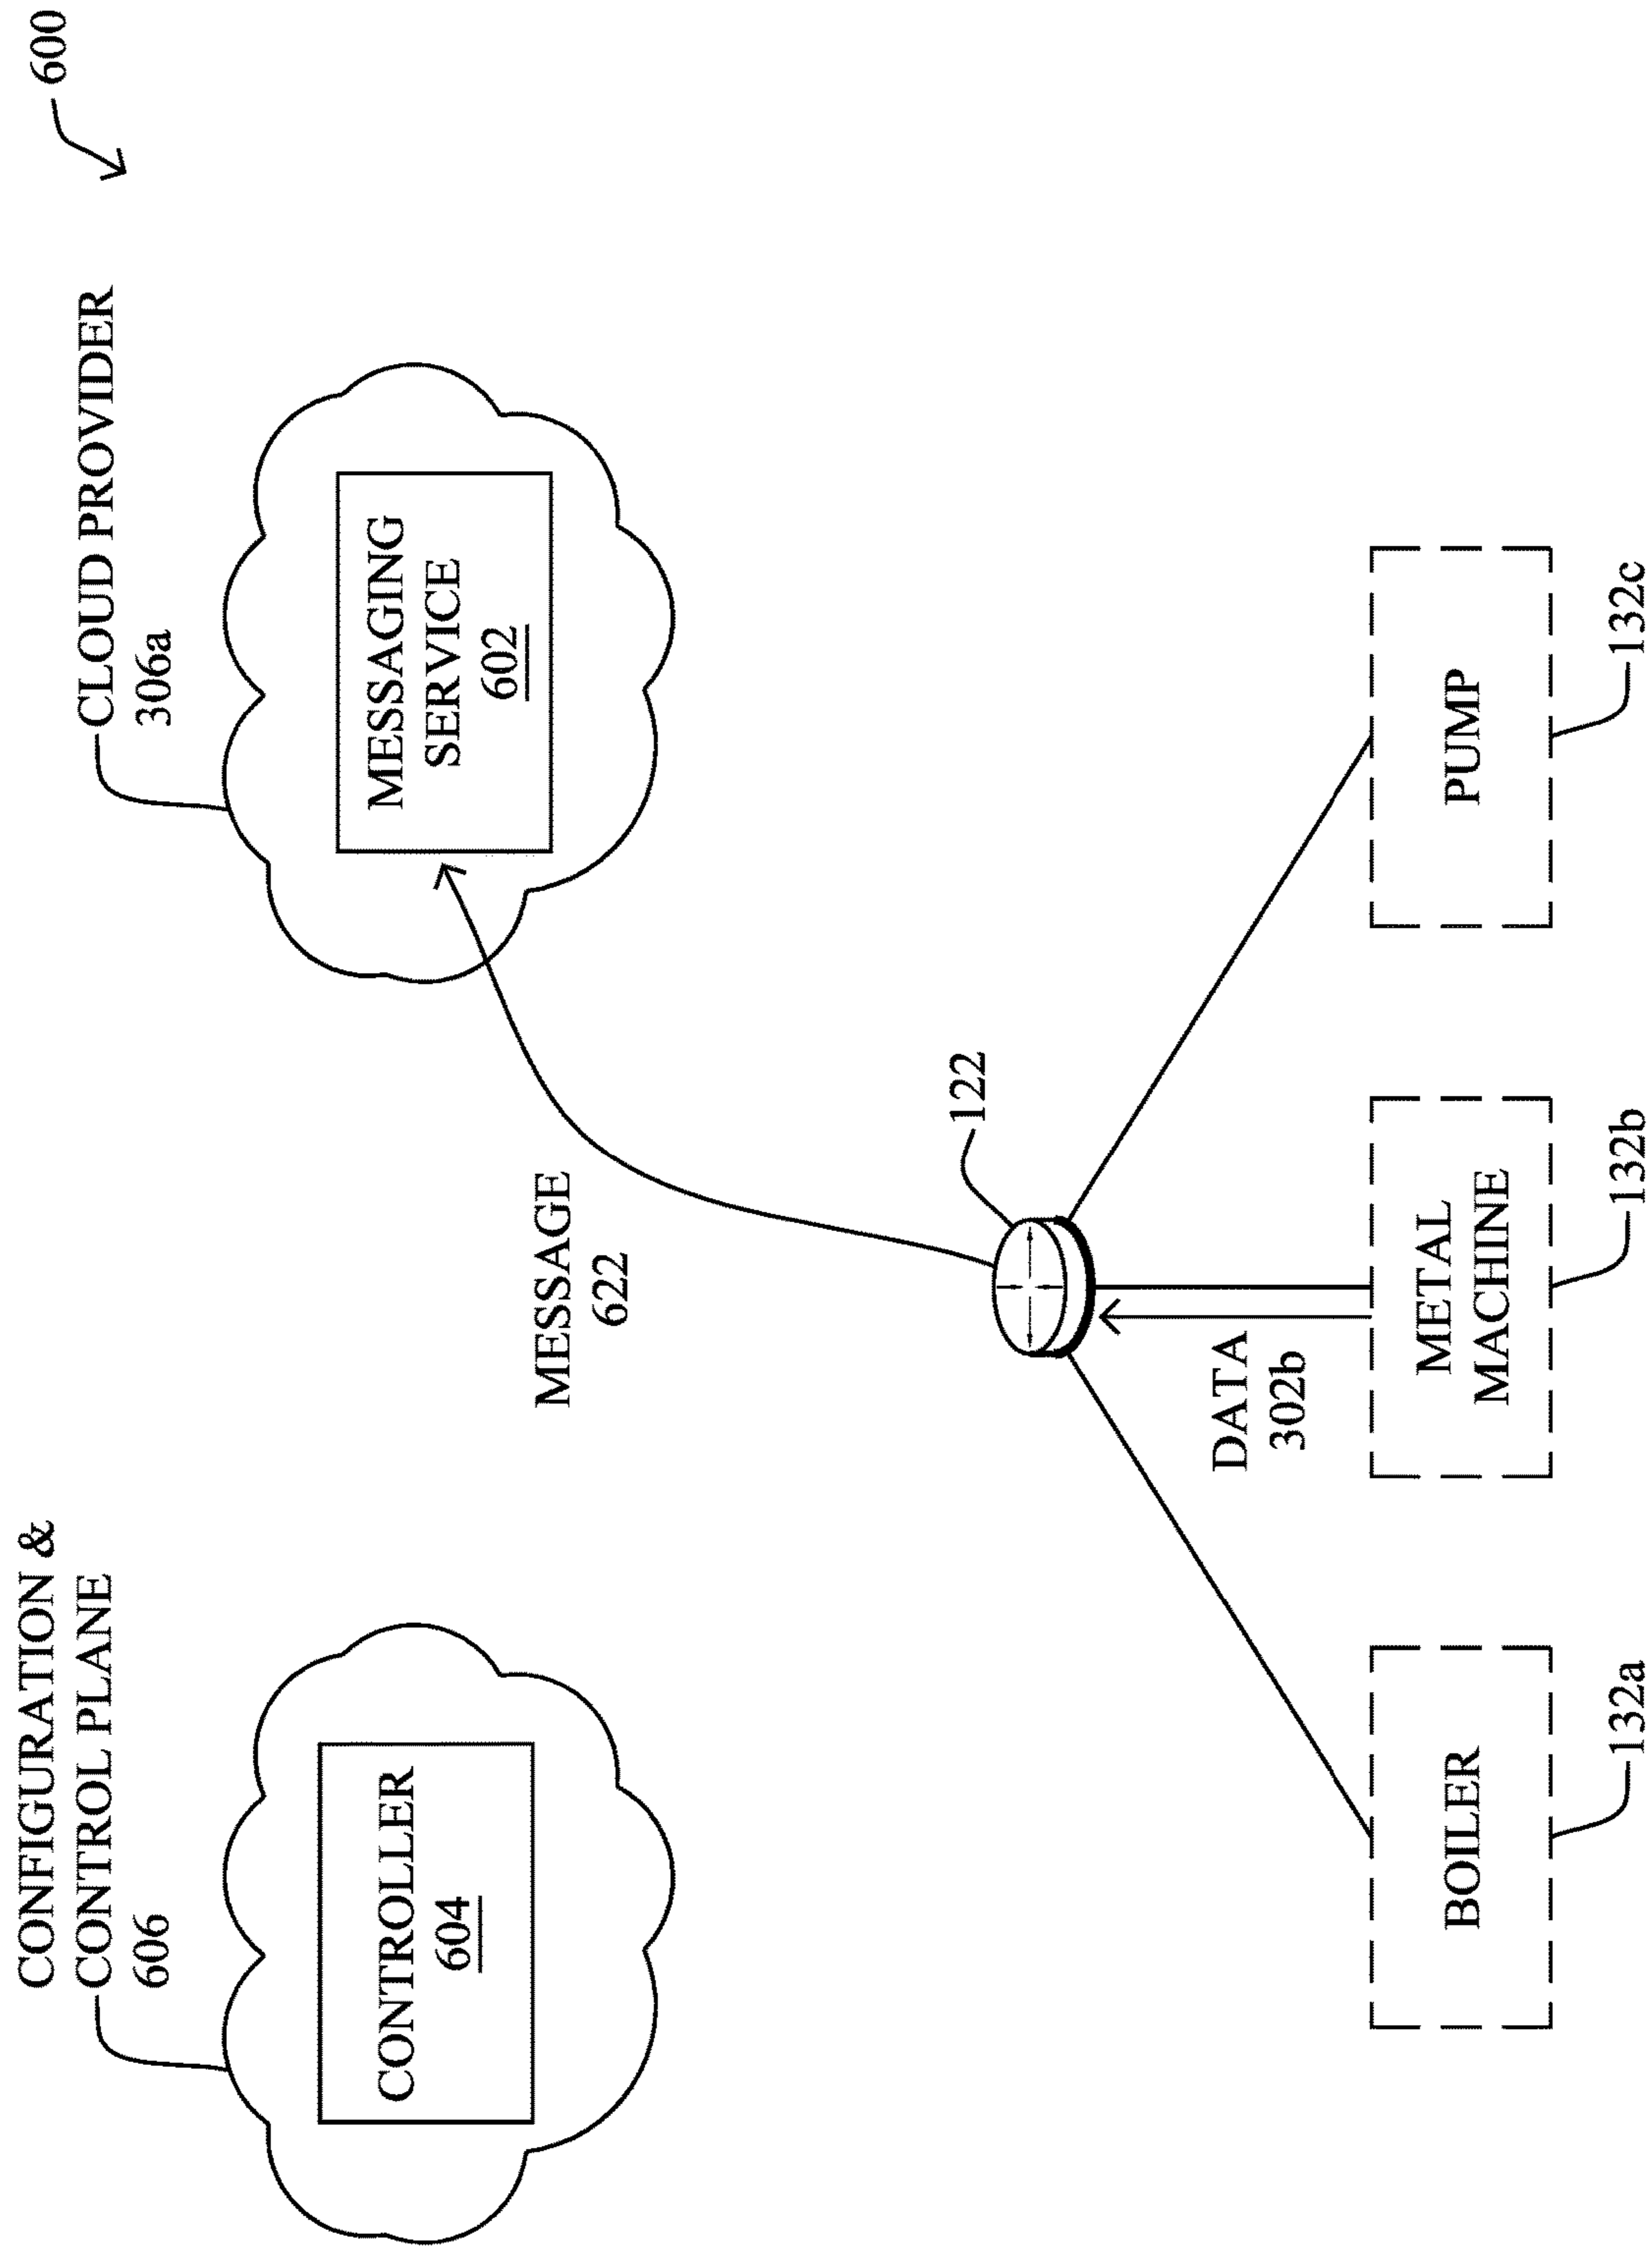 600
CONFIGURATION &
CONTROL PLANE
606
CLOUD PROVIDER
306a
CONTROLLER
604
MESSAGING
SERVICE
602
MESSAGE
622
122
DATA
302b
BOILER
METAL
MACHINE
PUMP
132a
132b
132c